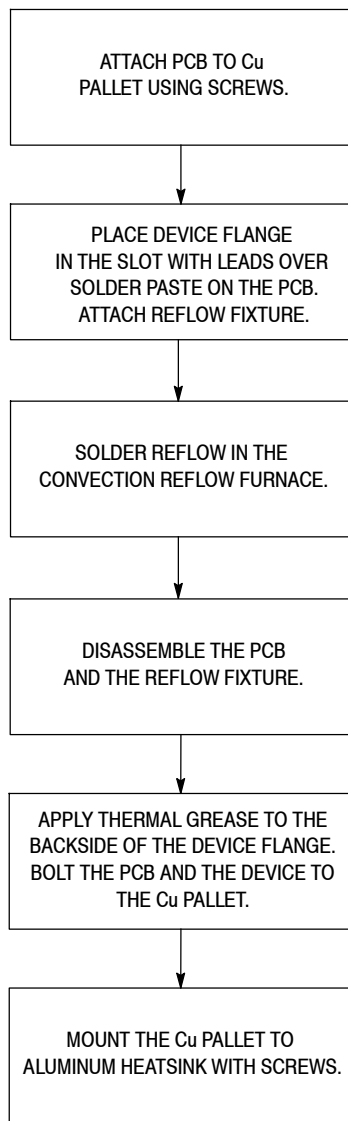 ATTACH PCB TO Cu
PALLET USING SCREWS.
PLACE DEVICE FLANGE
IN THE SLOT WITH LEADS OVER
SOLDER PASTE ON THE PCB.
ATTACH REFLOW FIXTURE.
SOLDER REFLOW IN THE
CONVECTION REFLOW FURNACE.
DISASSEMBLE THE PCB
AND THE REFLOW FIXTURE.
APPLY THERMAL GREASE TO THE
BACKSIDE OF THE DEVICE FLANGE.
BOLT THE PCB AND THE DEVICE TO
THE Cu PALLET.
MOUNT THE Cu PALLET TO
ALUMINUM HEATSINK WITH SCREWS.